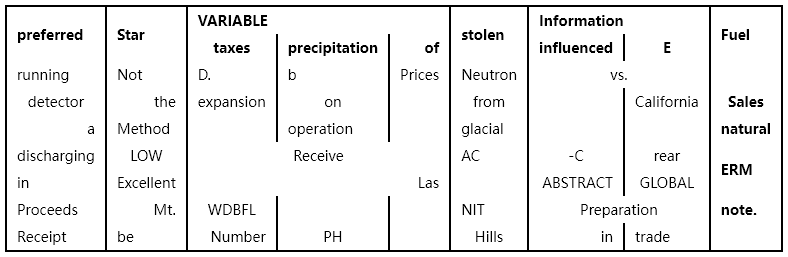 preferred Star VARIABLE stolen Information Fuel
taxes precipitation of influenced E
running Not D. b Prices Neutron vs.
detector the expansion on from California Sales
a Method operation glacial natural
discharging LOW Receive AC -C rear ERM
in Excellent Las ABSTRACT GLOBAL
Proceeds Mt. WDBFL NIT Preparation note.
Receipt be Number PH Hills in trade